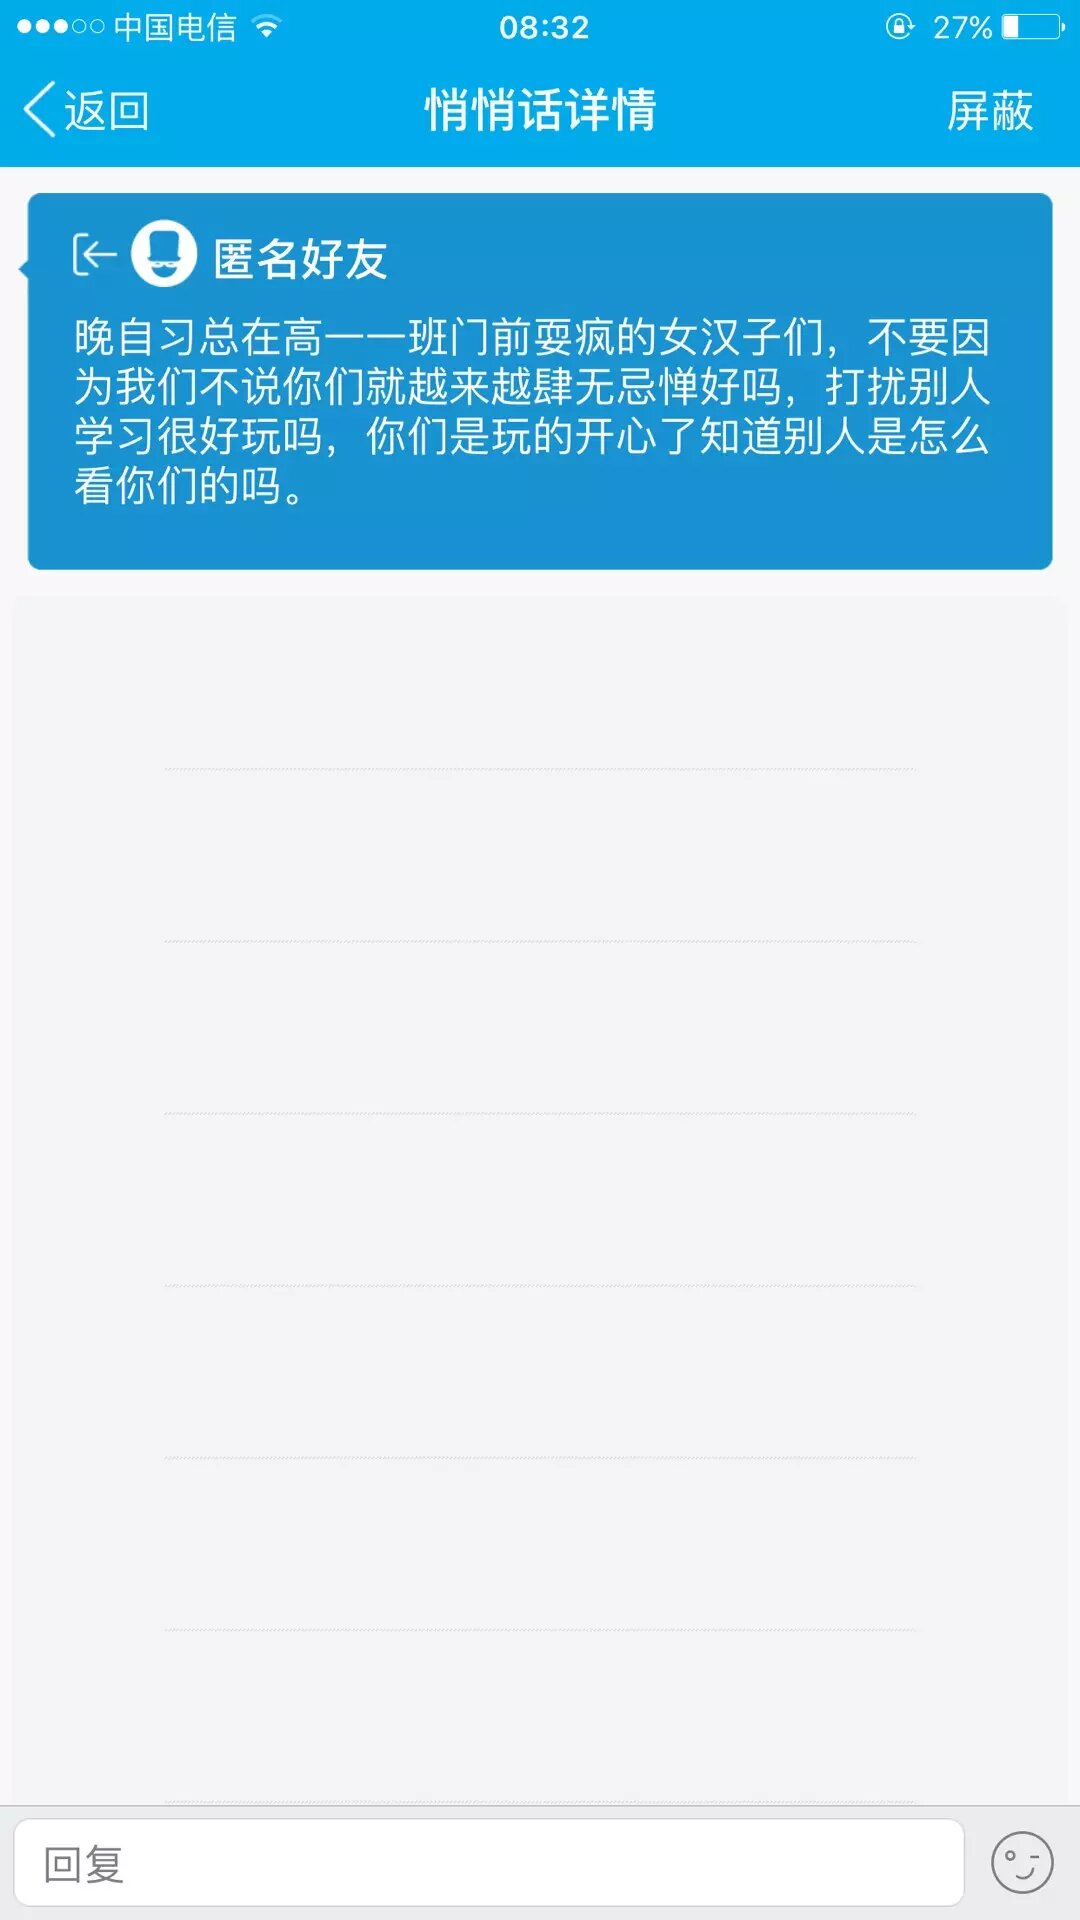 中国电信 08:32 27%
返回 悄悄话详情 屏蔽
匿名好友
晚自习总在高一一班门前耍疯的女汉子们，不要因
为我们不说你们就越来越肆无忌惮好吗，打扰别人
学习很好玩吗，你们是玩的开心了知道别人是怎么
看你们的吗。
回复